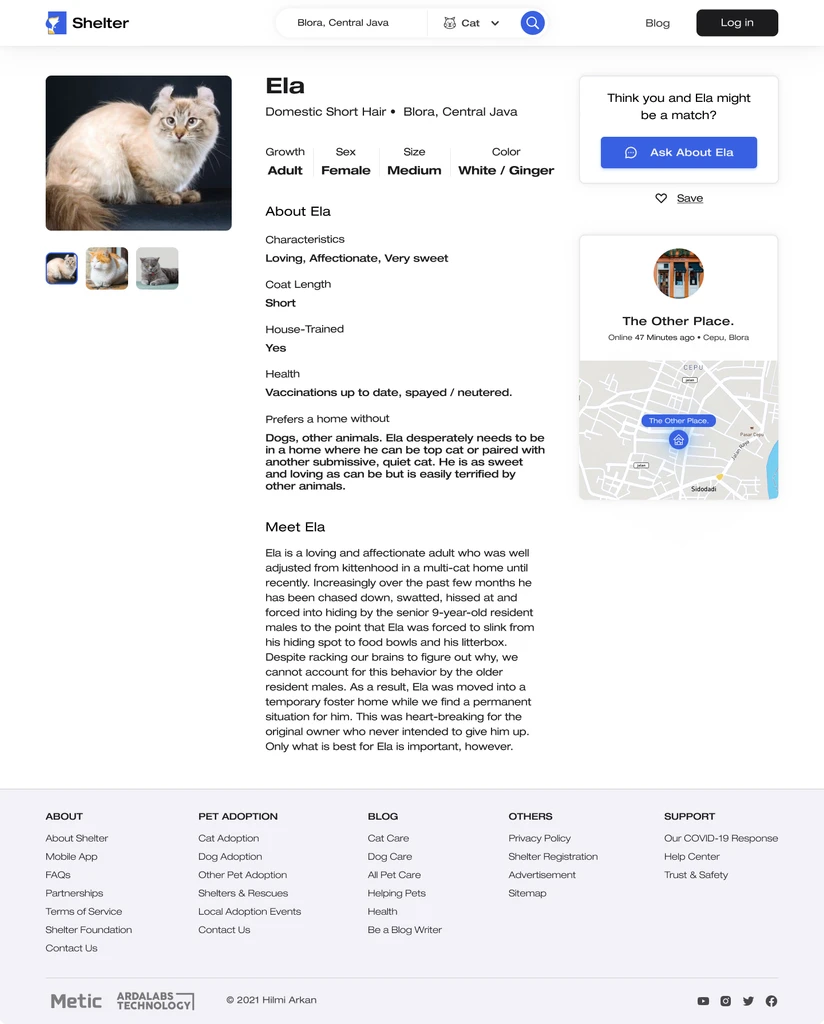 Shelter
Blora, Central Java
Cat
Blog
Log in
Ela
Domestic Short Hair • Blora, Central Java
Growth
Adult
Sex
Female
Size
Medium
Color
White / Ginger
About Ela
Characteristics
Loving, Affectionate, Very sweet
Coat Length
Short
House-Trained
Yes
Health
Vaccinations up to date, spayed / neutered.
Prefers a home without
Dogs, other animals. Ela desperately needs to be
in a home where he can be top cat or paired with
another submissive, quiet cat. He is as sweet
and loving as can be but is easily terrified by
other animals.
Meet Ela
Ela is a loving and affectionate adult who was well
adjusted from kittenhood in a multi-cat home until
recently. Increasingly over the past few months he
has been chased down, swatted, hissed at and
forced into hiding by the senior 9-year-old resident
males to the point that Ela was forced to slink from
his hiding spot to food bowls and his litterbox.
Despite racking our brains to figure out why, we
cannot account for this behavior by the older
resident males. As a result, Ela was moved into a
temporary foster home while we find a permanent
situation for him. This was heart-breaking for the
original owner who never intended to give him up.
Only what is best for Ela is important, however.
Think you and Ela might
be a match?
Ask About Ela
Save
The Other Place.
Online 47 Minutes ago • Cepu, Blora
CEPU
The Other Place.
Pasar Cepu
Jalan Raya
Sidodadi
ABOUT
About Shelter
Mobile App
FAQs
Partnerships
Terms of Service
Shelter Foundation
Contact Us
PET ADOPTION
Cat Adoption
Dog Adoption
Other Pet Adoption
Shelters & Rescues
Local Adoption Events
Contact Us
BLOG
Cat Care
Dog Care
All Pet Care
Helping Pets
Health
Be a Blog Writer
OTHERS
Privacy Policy
Shelter Registration
Advertisement
Sitemap
SUPPORT
Our COVID-19 Response
Help Center
Trust & Safety
Metic
ARDALABS
TECHNOLOGY
© 2021 Hilmi Arkan